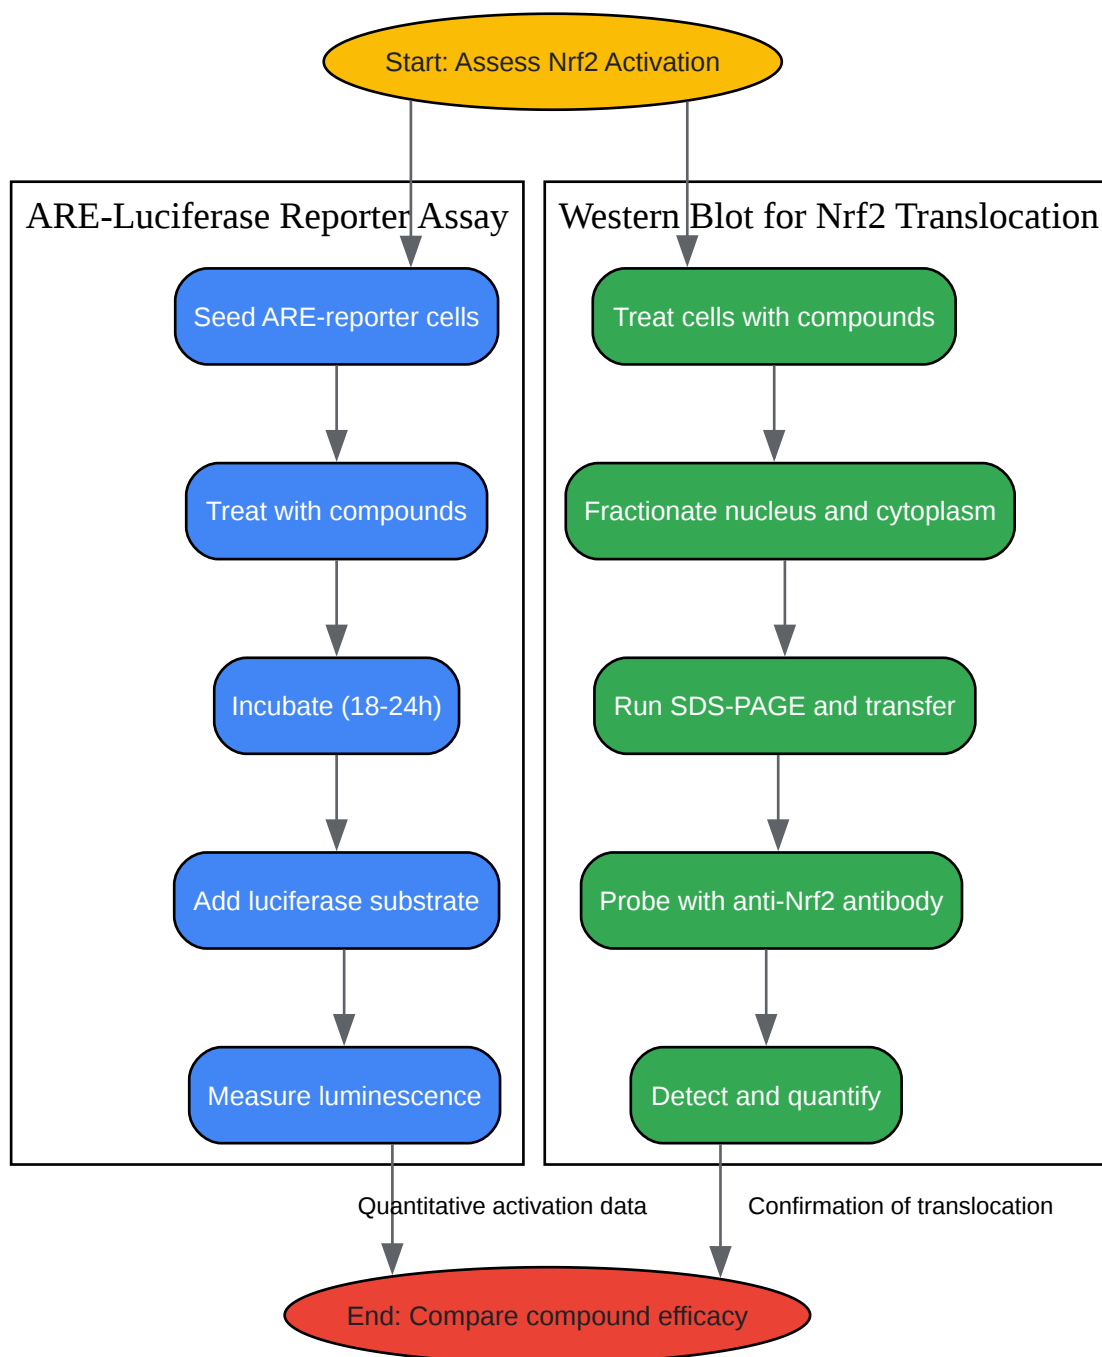 Start: Assess Nrf2 Activation
ARE-Luciferase Reporter Assay
Seed ARE-reporter cells
Treat with compounds
Incubate (18-24h)
Add luciferase substrate
Measure luminescence
Quantitative activation data
Western Blot for Nrf2 Translocation
Treat cells with compounds
Fractionate nucleus and cytoplasm
Run SDS-PAGE and transfer
Probe with anti-Nrf2 antibody
Detect and quantify
Confirmation of translocation
End: Compare compound efficacy